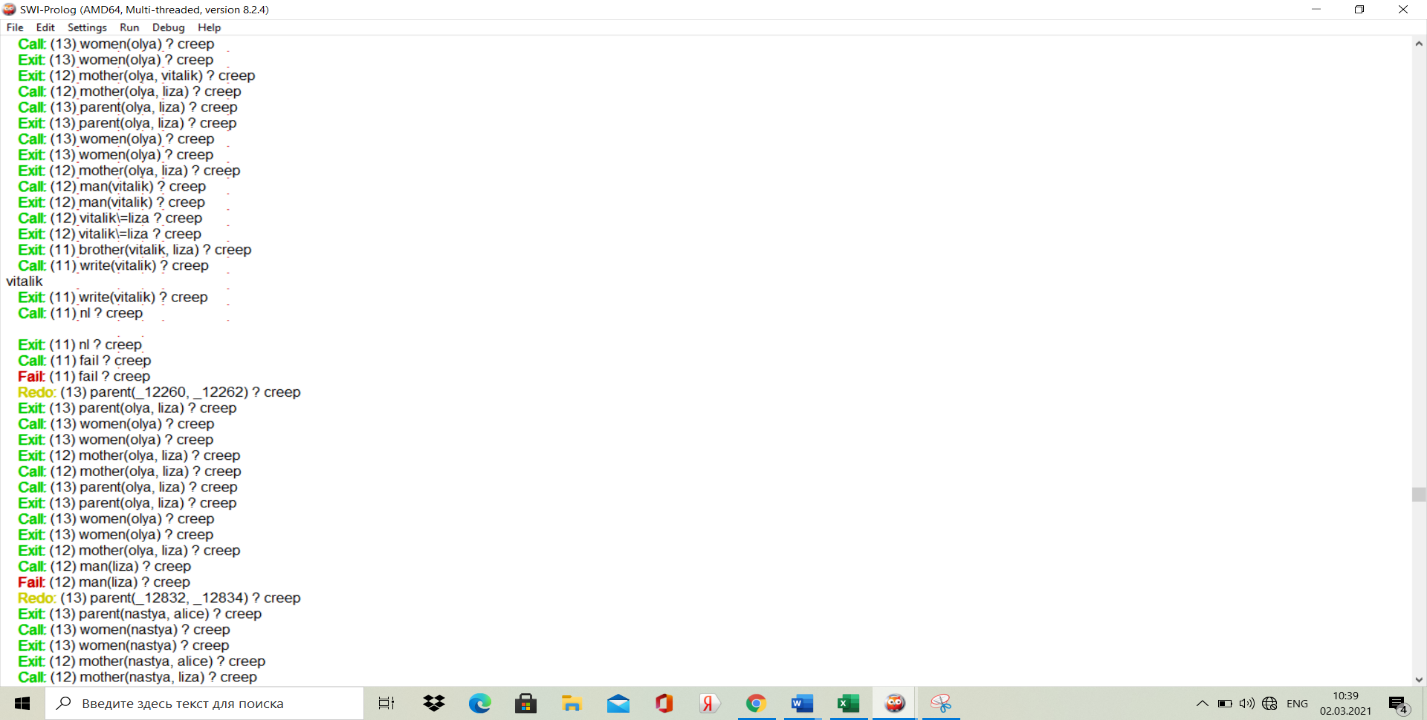 SWI-Prolog (AMD64, Multi-threaded, version 8.2.4)
File Edit Settings Run Debug Help
Call: (13) women(olya) ? creep
Exit: (13) women(olya) ? creep
Exit: (12) mother(olya, vitalik) ? creep
Call: (12) mother(olya, liza) ? creep
Call: (13) parent(olya, liza) ? creep
Exit: (13) parent(olya, liza) ? creep
Call: (13) women(olya) ? creep
Exit: (13) women(olya) ? creep
Exit: (12) mother(olya, liza) ? creep
Call: (12) man(vitalik) ? creep
Exit: (12) man(vitalik) ? creep
Call: (12) vitalik\=liza ? creep
Exit: (12) vitalik\=liza ? creep
Exit: (11) brother(vitalik, liza) ? creep
Call: (11) write(vitalik) ? creep
vitalik
Exit: (11) write(vitalik) ? creep
Call: (11) nl ? creep
Exit: (11) nl ? creep
Call: (11) fail ? creep
Fail: (11) fail ? creep
Redo: (13) parent(_12260, _12262) ? creep
Exit: (13) parent(olya, liza) ? creep
Call: (13) women(olya) ? creep
Exit: (13) women(olya) ? creep
Exit: (12) mother(olya, liza) ? creep
Call: (12) mother(olya, liza) ? creep
Call: (13) parent(olya, liza) ? creep
Exit: (13) parent(olya, liza) ? creep
Call: (13) women(olya) ? creep
Exit: (13) women(olya) ? creep
Exit: (12) mother(olya, liza) ? creep
Call: (12) man(liza) ? creep
Fail: (12) man(liza) ? creep
Redo: (13) parent(_12832, _12834) ? creep
Exit: (13) parent(nastya, alice) ? creep
Call: (13) women(nastya) ? creep
Exit: (13) women(nastya) ? creep
Exit: (12) mother(nastya, alice) ? creep
Call: (12) mother(nastya, liza) ? creep
Введите здесь текст для поиска
ENG
10:39
02.03.2021
4